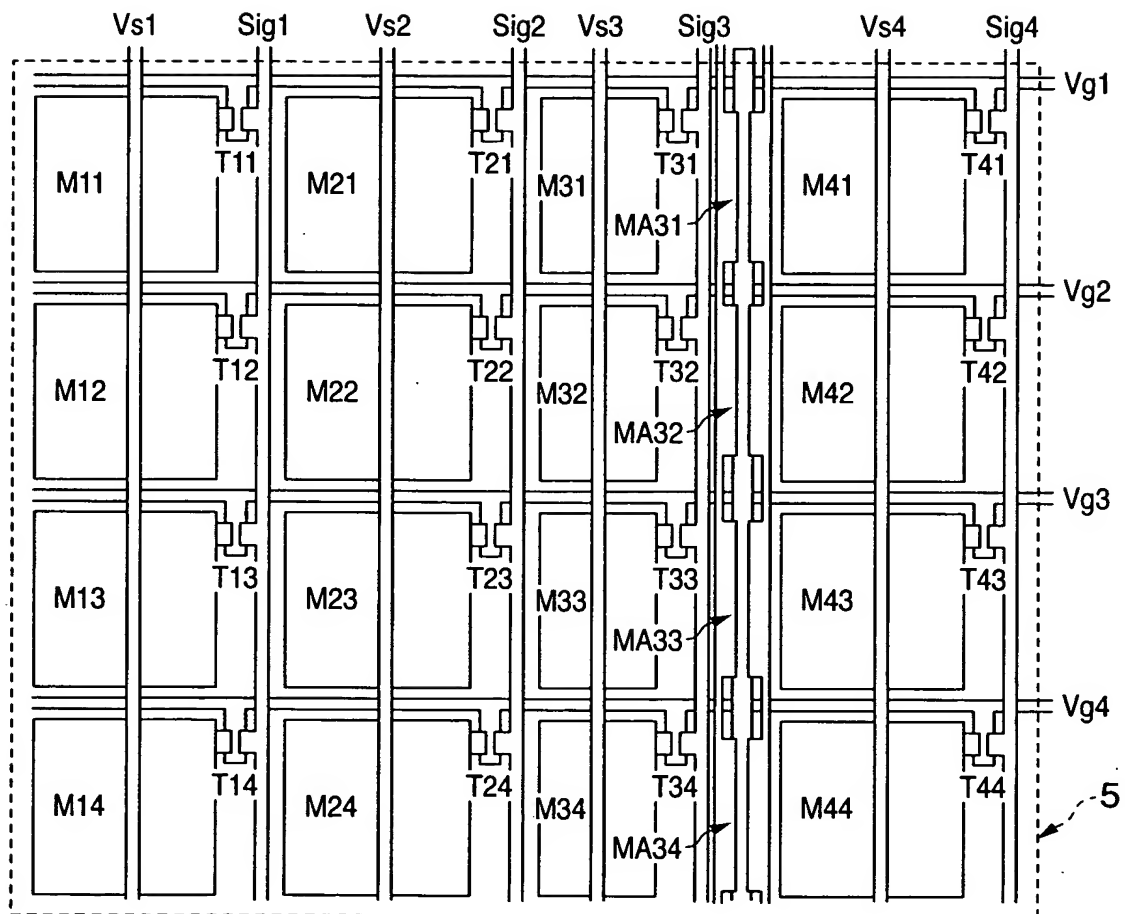 Vs1 Sig1 Vs2 Sig2 Vs3 Sig3 Vs4 Sig4
Vg1
T11 T21 T31 T41
M11 M21 M31 M41
MA31
Vg2
T12 T22 T32 T42
M12 M22 M32 M42
MA32
Vg3
T13 T23 T33 T43
M13 M23 M33 M43
MA33
Vg4
T14 T24 T34 T44
M14 M24 M34 M44
5
MA34